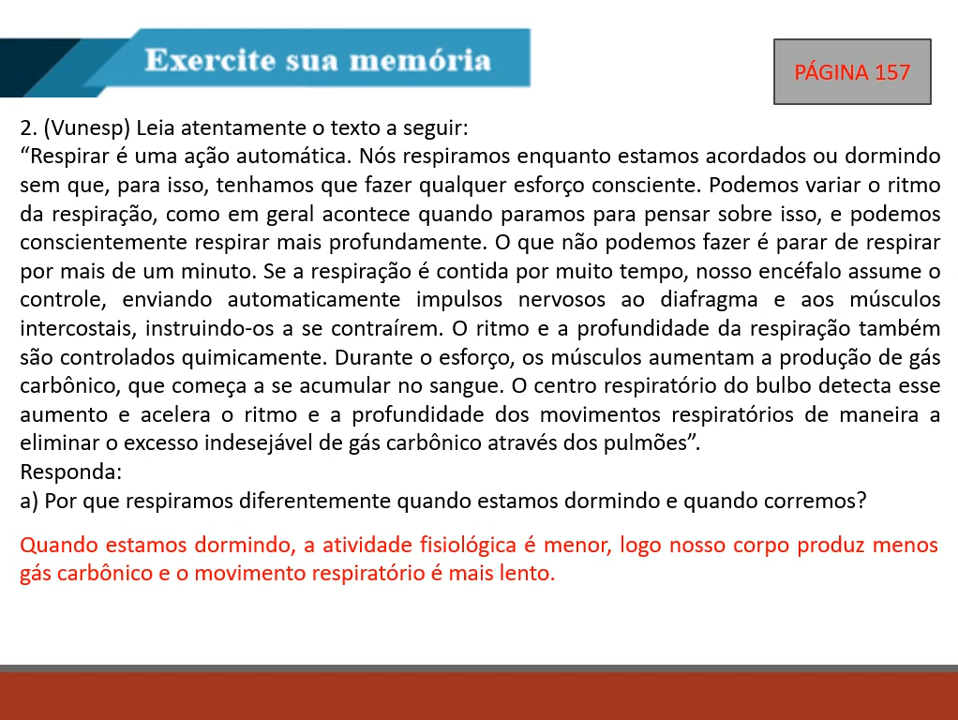 Exercite sua memória
PÁGINA 157
2. (Vunesp) Leia atentamente o texto a seguir:
“Respirar é uma ação automática. Nós respiramos enquanto estamos acordados ou dormindo
sem que, para isso, tenhamos que fazer qualquer esforço consciente. Podemos variar o ritmo
da respiração, como em geral acontece quando paramos para pensar sobre isso, e podemos
conscientemente respirar mais profundamente. O que não podemos fazer é parar de respirar
por mais de um minuto. Se a respiração é contida por muito tempo, nosso encéfalo assume o
controle, enviando automaticamente impulsos nervosos ao diafragma e aos músculos
intercostais, instruindo-os a se contraírem. O ritmo e a profundidade da respiração também
são controlados quimicamente. Durante o esforço, os músculos aumentam a produção de gás
carbônico, que começa a se acumular no sangue. O centro respiratório do bulbo detecta esse
aumento e acelera o ritmo e a profundidade dos movimentos respiratórios de maneira a
eliminar o excesso indesejável de gás carbônico através dos pulmões”.
Responda:
a) Por que respiramos diferentemente quando estamos dormindo e quando corremos?
Quando estamos dormindo, a atividade fisiológica é menor, logo nosso corpo produz menos
gás carbônico e o movimento respiratório é mais lento.